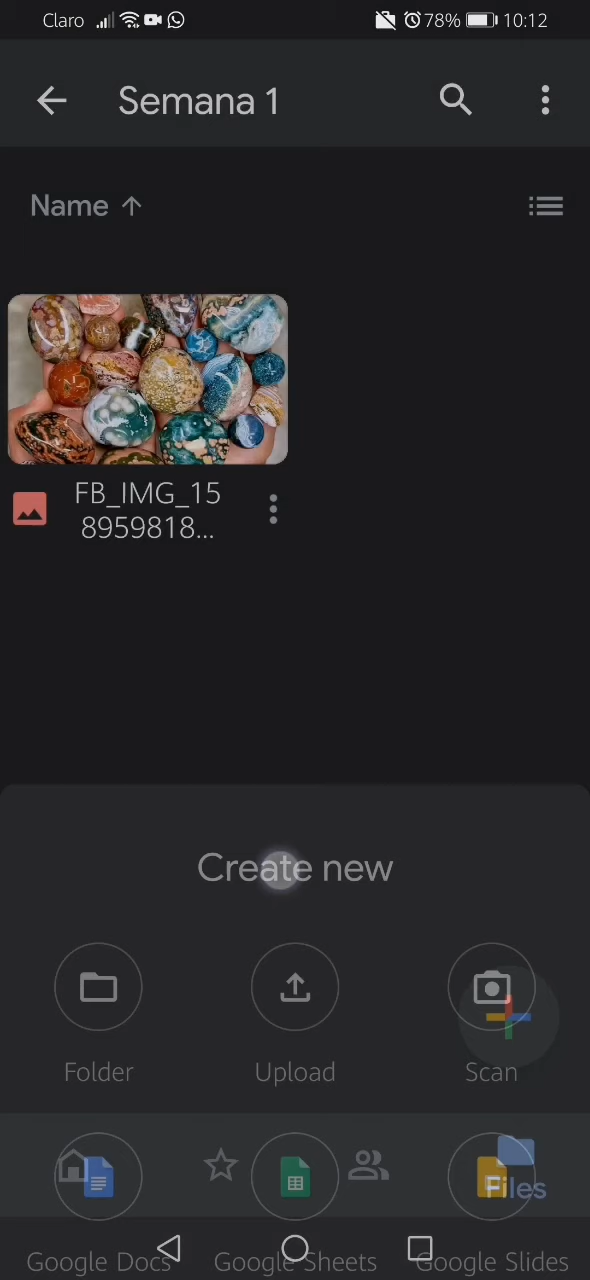 Claro 78% 10:12
Semana 1
Name
FB_IMG_15
8959818...
Create new
Folder Upload Scan
Files
Google Docs Google Sheets Google Slides